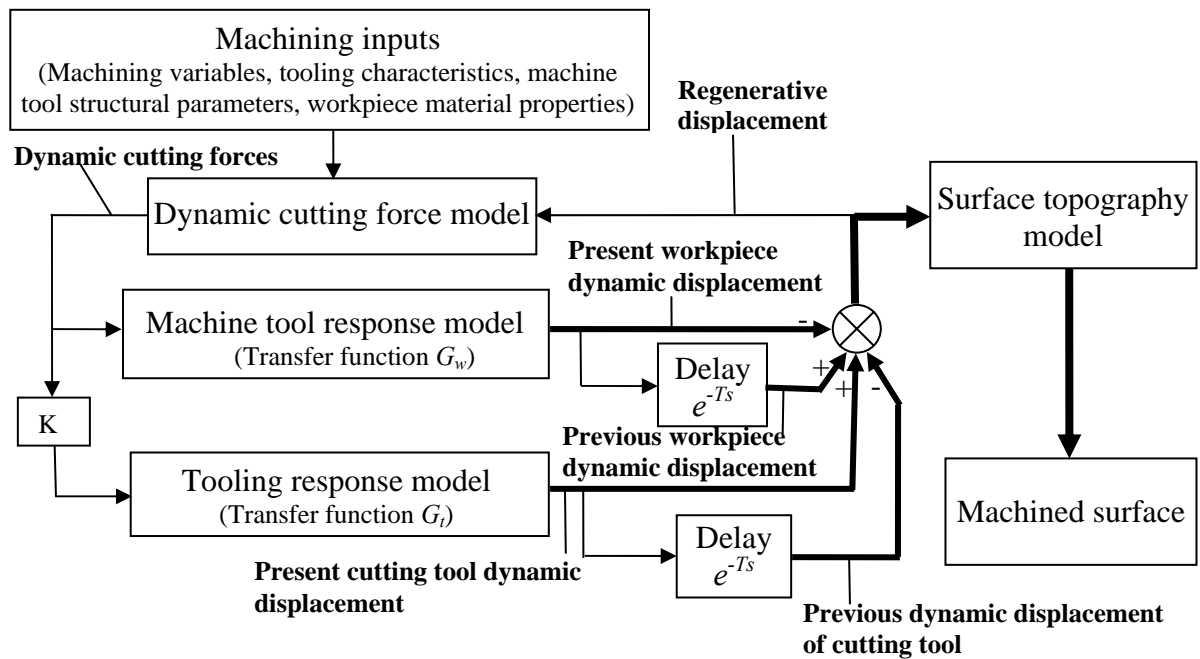 Machining inputs
(Machining variables, tooling characteristics, machine
tool structural parameters, workpiece material properties)
Regenerative
displacement
Dynamic cutting forces
Dynamic cutting force model
Surface topography
model
Present workpiece
dynamic displacement
Machine tool response model
(Transfer function G_w)
-
Delay
e^{-Ts}
+
+
-
K
Previous workpiece
dynamic displacement
Tooling response model
(Transfer function G_t)
Machined surface
Delay
e^{-Ts}
Present cutting tool dynamic
displacement
Previous dynamic displacement
of cutting tool